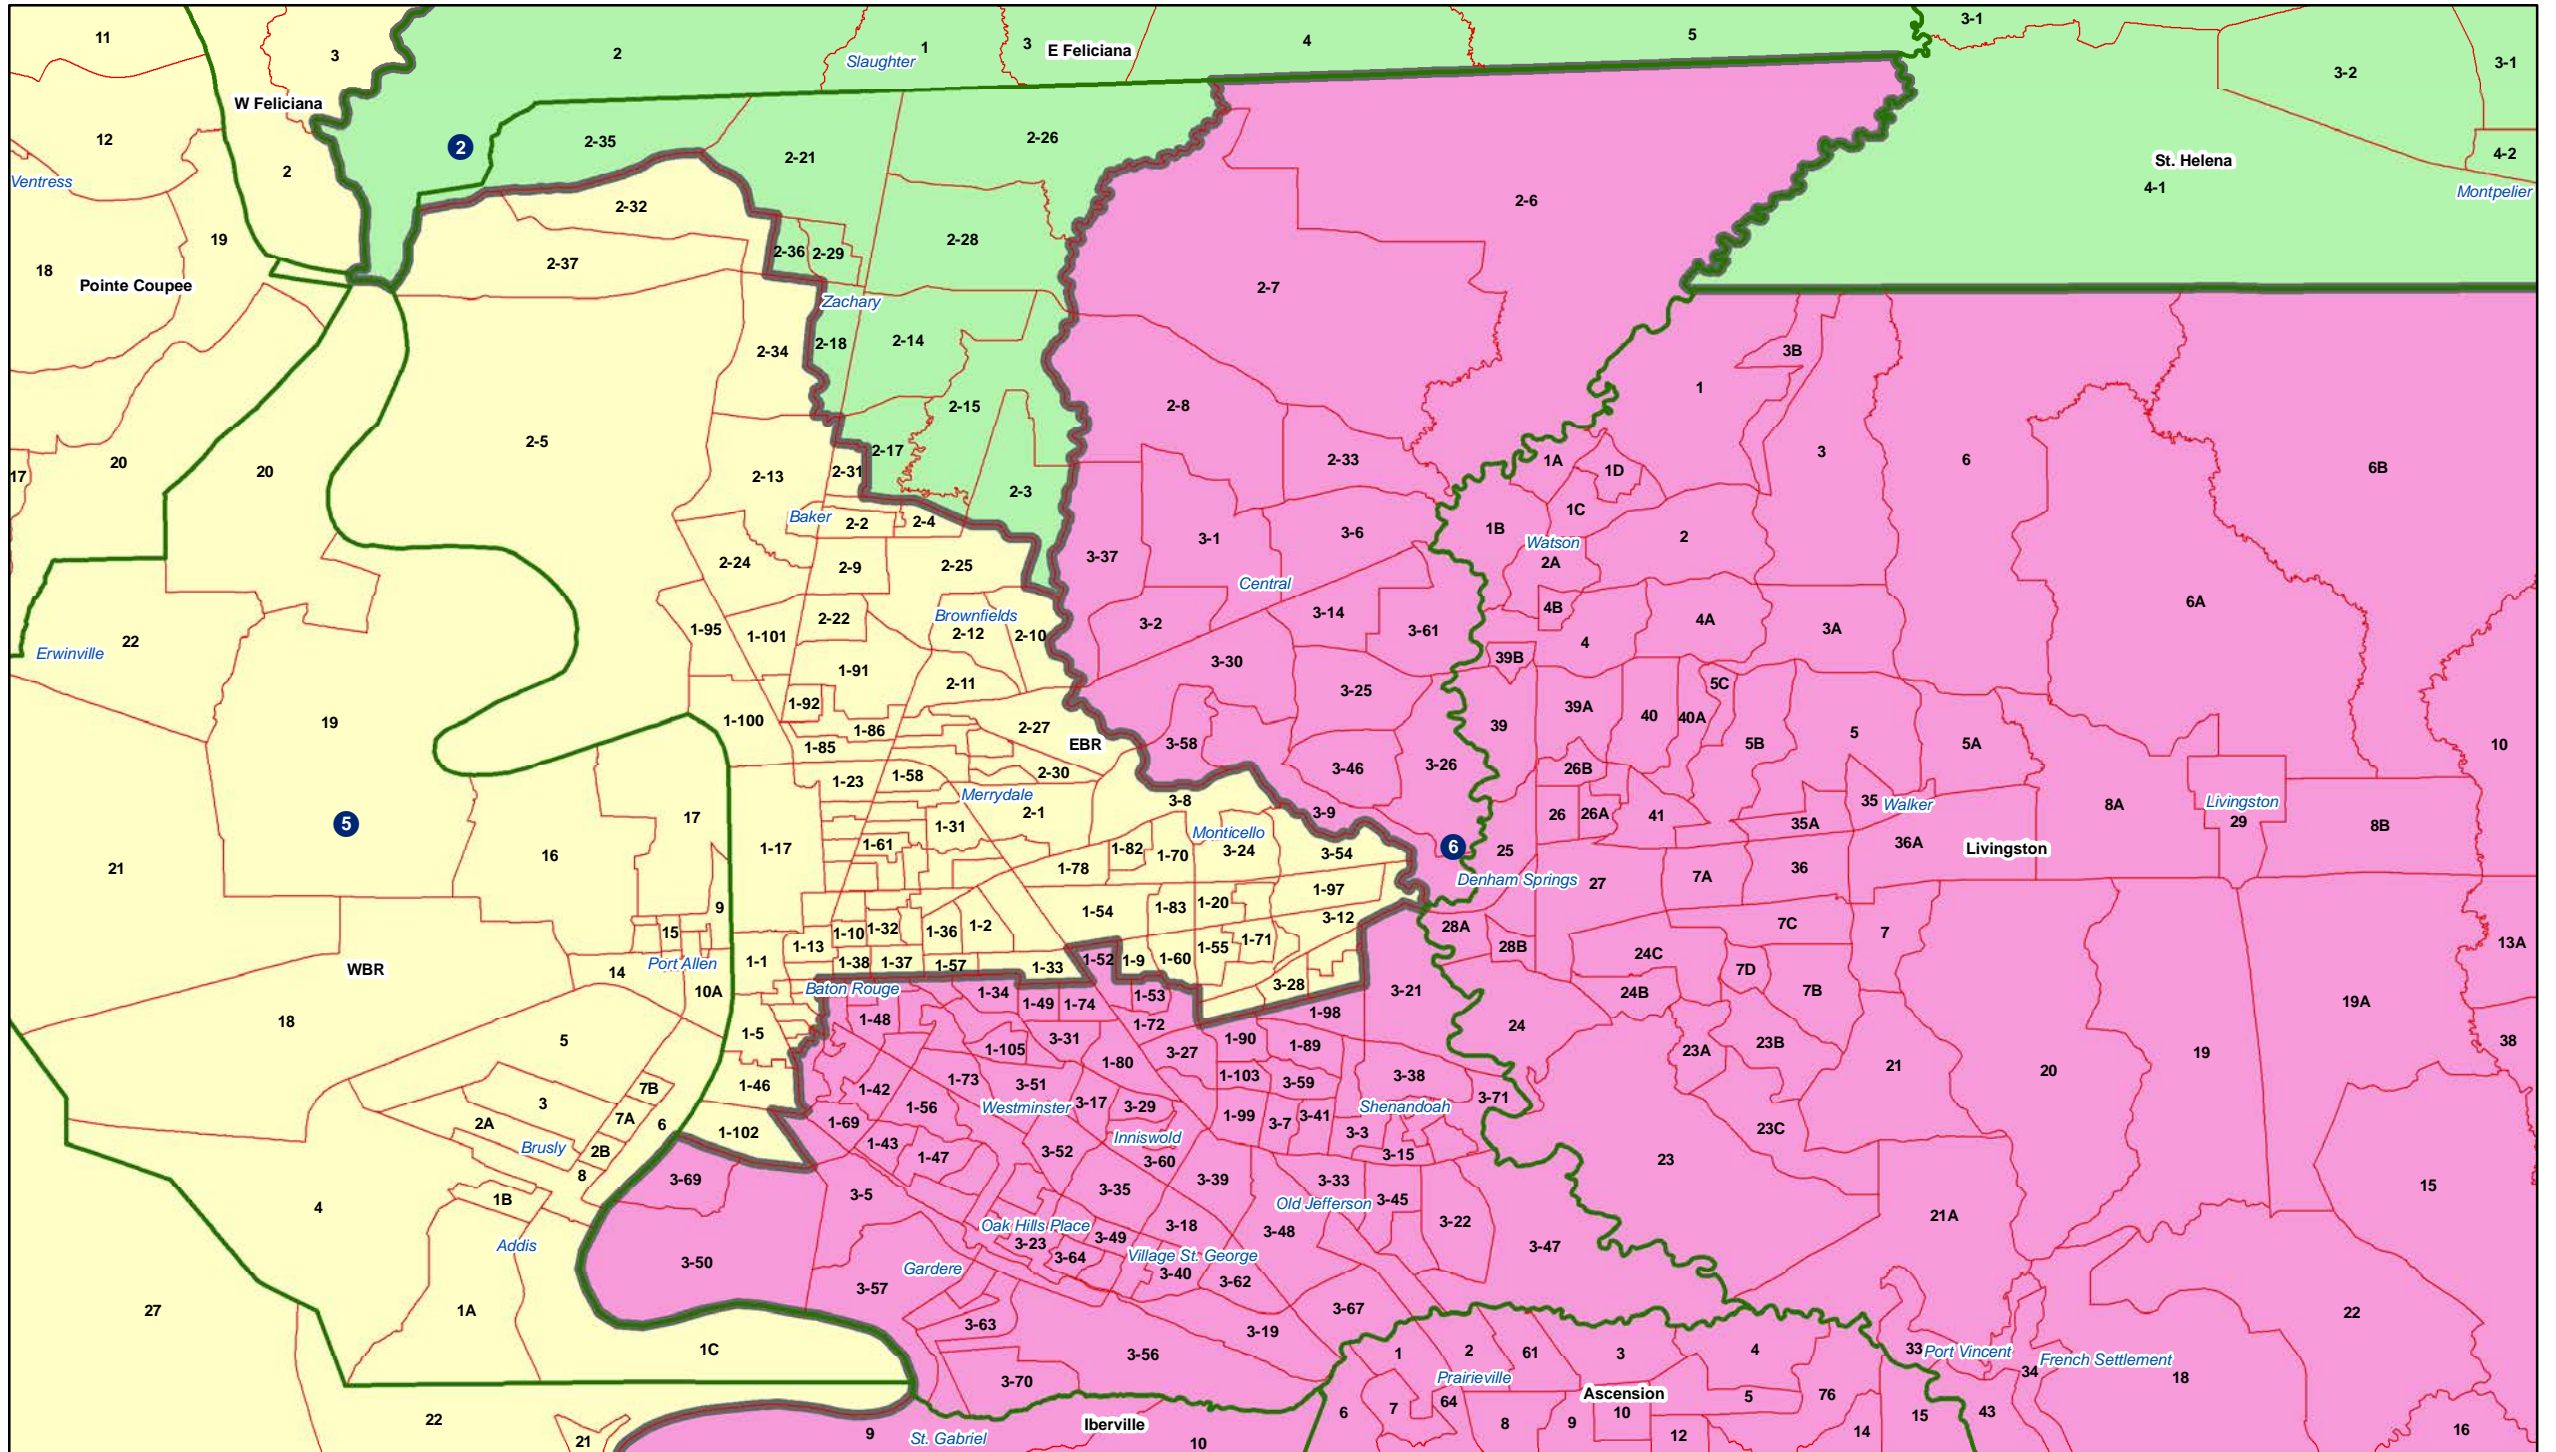 11
3
2
Slaughter
1
3
E Feliciana
4
5
3-1
3-2
3-1
W Feliciana
12
2
2
2-35
2-21
2-26
4-2
St. Helena
4-1
Montpelier
Ventress
19
18
Pointe Coupee
2-32
2-37
2-36
2-29
2-28
2-6
2-7
Zachary
2-34
2-18
2-14
3B
1
2-8
2-15
2-5
20
20
17
2-13
2-31
2-17
2-3
2-33
1A
1D
3
6
6B
Baker
2-2
2-4
1C
1B
Watson
2A
2
3-37
3-1
3-6
Central
2-24
2-9
2-25
4B
6A
22
Erwinville
1-95
1-101
2-22
Brownfields
2-12
2-10
3-2
3-14
3-61
4
4A
3A
1-91
2-11
3-30
3-25
39B
5C
1-92
1-100
1-86
1-85
2-27
EBR
3-58
39
39A
40
40A
5B
5
5A
10
19
1-23
1-58
2-30
Merrydale
3-46
3-26
26B
5
17
1-31
2-1
3-8
3-9
26
26A
41
35
Walker
35A
8A
Livingston
29
8B
16
1-17
1-61
Monticello
3-24
3-54
6
25
36A
Livingston
21
1-78
1-82
1-70
Denham Springs
27
7A
36
9
1-97
1-54
1-83
1-20
3-12
28A
7C
7
13A
15
1-10
1-32
1-36
1-2
1-13
1-55
1-71
28B
24C
WBR
14
Port Allen
1-1
1-38
1-37
1-57
1-33
1-52
1-9
1-60
7D
10A
Baton Rouge
1-34
1-49
1-74
1-53
3-28
3-21
24B
7B
19A
18
1-48
1-72
1-98
24
5
1-5
1-105
3-31
1-80
3-27
1-90
1-89
23A
23B
38
19
20
21
7B
1-46
1-42
1-73
3-51
1-103
3-59
3-38
3-71
3
7A
2A
6
1-56
Westminster
3-17
3-29
1-99
3-7
3-41
Shenandoah
1-69
1-102
1-43
Inniswold
3-3
23C
Brusly
2B
1-47
3-52
3-60
3-15
23
8
3-69
3-5
3-35
3-39
3-33
15
4
1B
Old Jefferson
3-45
3-22
21A
Addis
Oak Hills Place
3-49
3-18
3-48
3-23
3-64
Village St. George
3-47
3-50
Gardere
3-40
3-62
3-57
27
1A
3-67
22
3-63
3-19
1C
3-56
1
2
61
3
4
33
Port Vincent
French Settlement
34
18
Prairieville
3-70
Ascension
64
5
76
22
21
9
St. Gabriel
Iberville
10
6
7
8
9
10
12
14
15
43
16